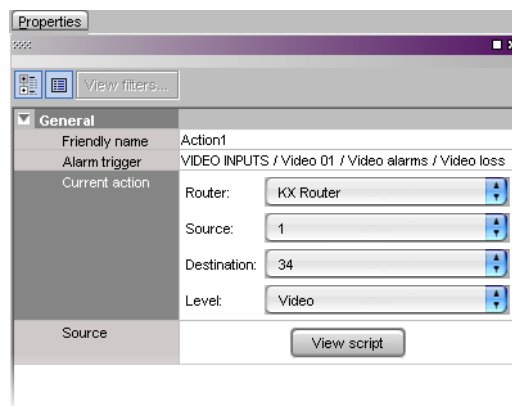 Properties
View filters...
General
Friendly name Action1
Alarm trigger VIDEO INPUTS / Video 01 / Video alarms / Video loss
Current action
Router: KX Router
Source: 1
Destination: 34
Level: Video
Source View script